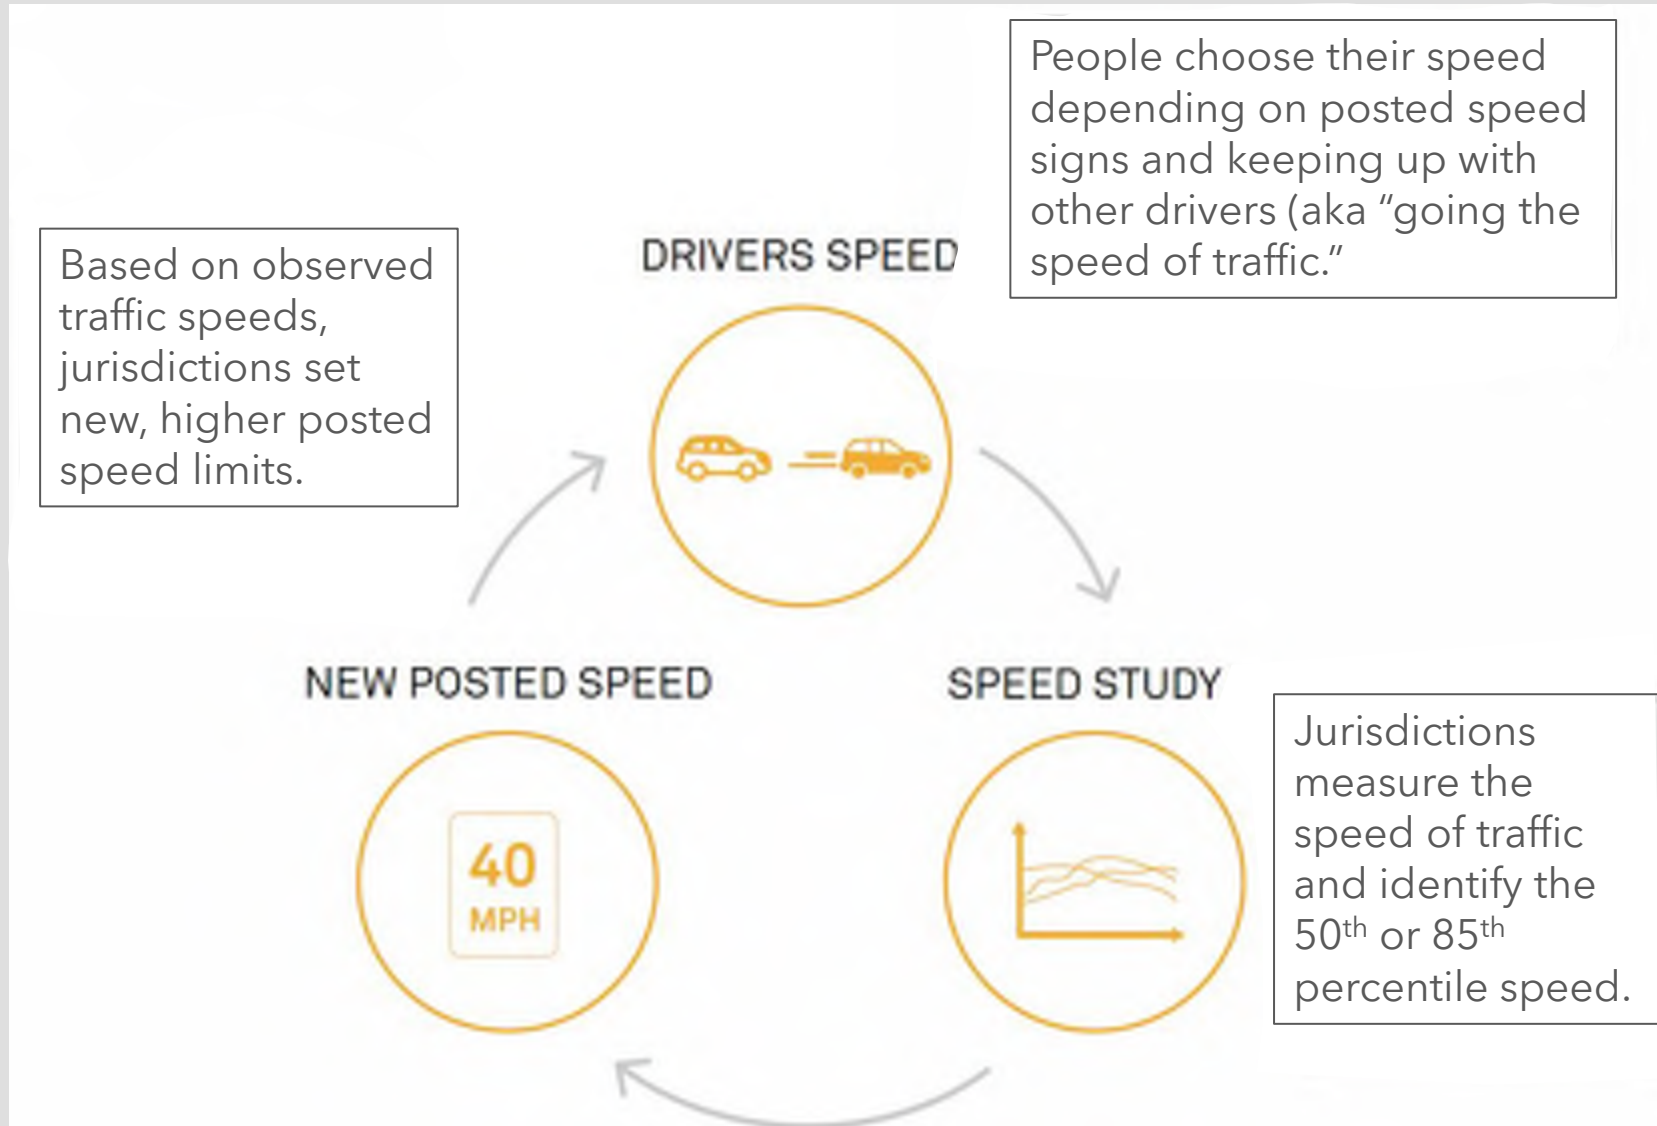 People choose their speed
depending on posted speed
signs and keeping up with
other drivers (aka “going the
speed of traffic.”
DRIVERS SPEED
Based on observed
traffic speeds,
jurisdictions set
new, higher posted
speed limits.
NEW POSTED SPEED
40
MPH
SPEED STUDY
Jurisdictions
measure the
speed of traffic
and identify the
50th or 85th
percentile speed.